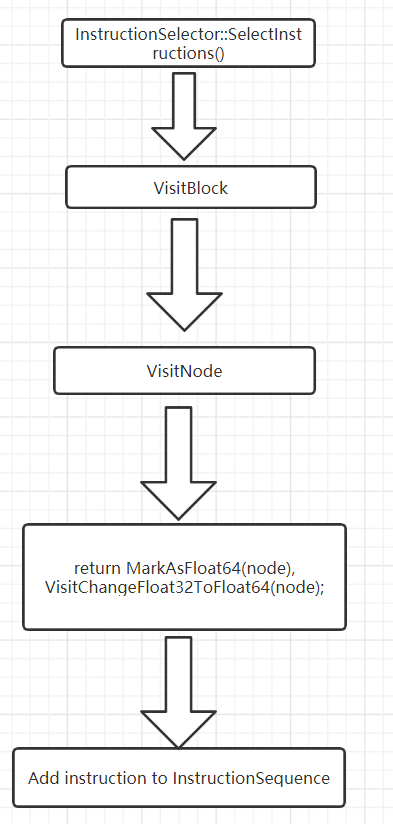 InstructionSelector::SelectInst
ructions()
VisitBlock
VisitNode
return MarkAsFloat64(node),
VisitChangeFloat32ToFloat64(node);
Add instruction to InstructionSequence